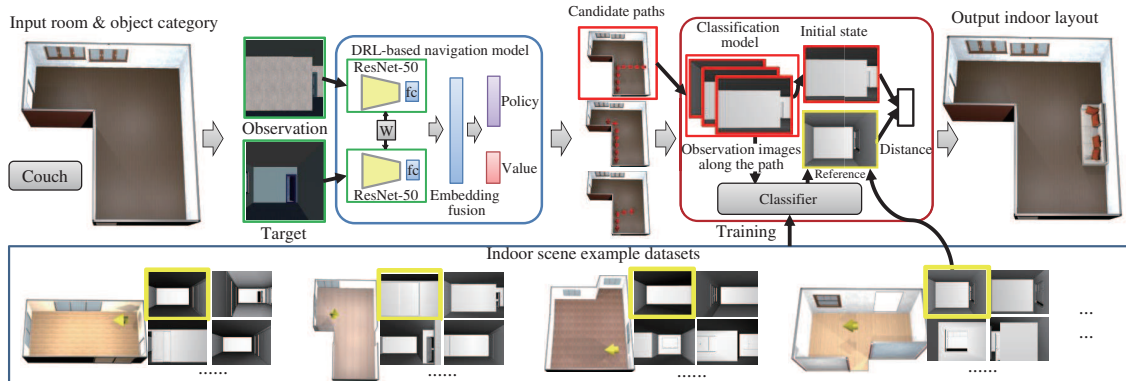 Input room & object category
Couch
Observation
Target
DRL-based navigation model
ResNet-50
fc
W
fc
ResNet-50
Embedding
fusion
Policy
Value
Candidate paths
Classification
model
Initial state
Observation images
along the path
Reference
Distance
Classifier
Training
Output indoor layout
Indoor scene example datasets
......
......
......
......
...
...